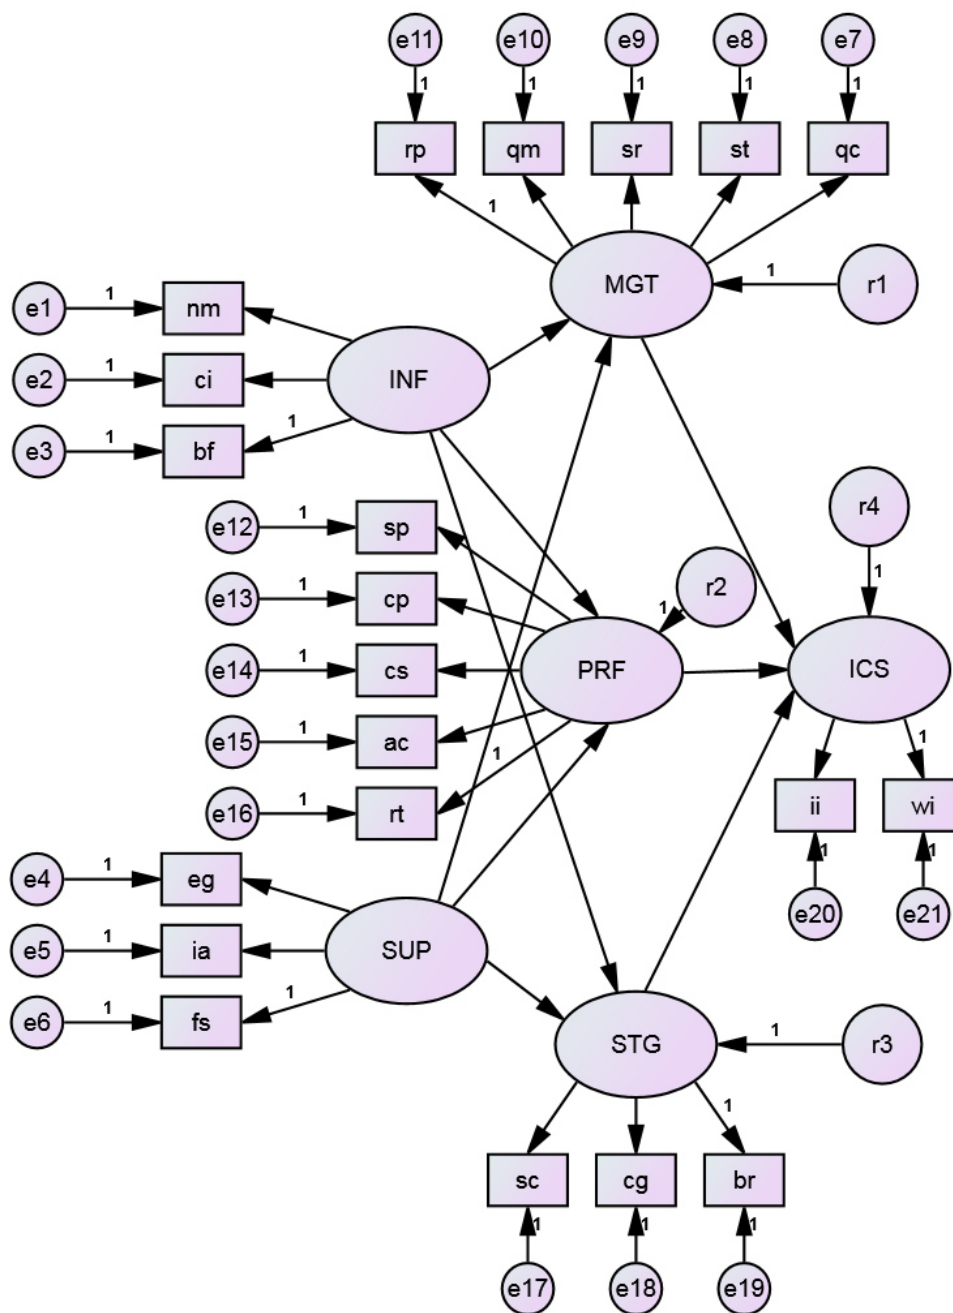 e11 e10 e9 e8 e7
1 1 1 1 1
rp qm sr st qc
1
MGT 1 r1
e1 1 nm
e2 1 ci INF
e3 1 bf 1
r4
e12 1 sp 1
e13 1 cp 1 r2
e14 1 cs PRF ICS
e15 1 ac 1 1
e16 1 rt ii wi
e4 1 eg 1 1
e5 1 ia SUP e20 e21
e6 1 fs 1
STG 1 r3
1
sc cg br
1 1 1
e17 e18 e19